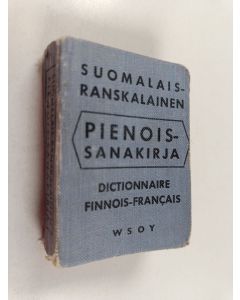 SUOMALAIS-
RANSKALAINEN
PIENOIS-
SANAKIRJA
DICTIONNAIRE
FINNOIS-FRANÇAIS
WSOY